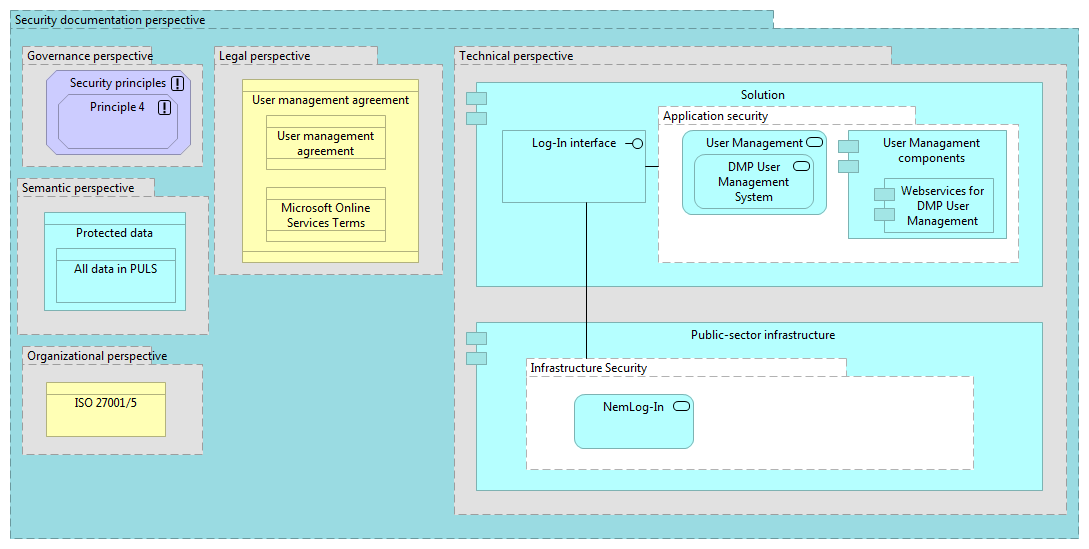 Security documentation perspective
Governance perspective
Security principles
Principle 4
Semantic perspective
Protected data
All data in PULS
Organizational perspective
ISO 27001/5
Legal perspective
User management agreement
User management
agreement
Microsoft Online
Services Terms
Technical perspective
Solution
Log-In interface
Application security
User Management
DMP User
Management
System
User Managament
components
Webservices for
DMP User
Management
Public-sector infrastructure
Infrastructure Security
NemLog-In